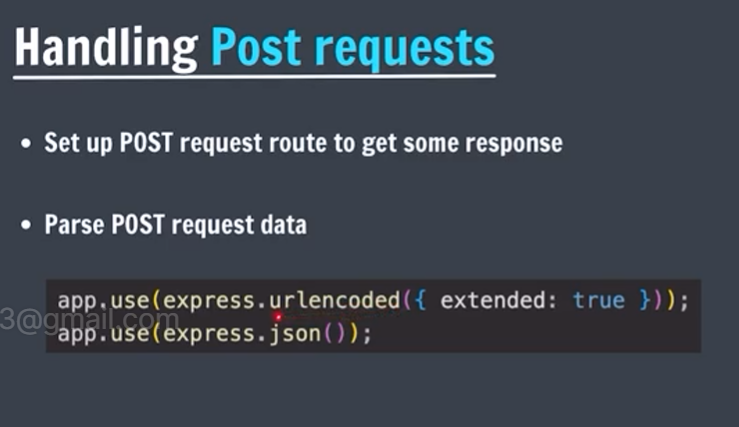 Handling Post requests
• Set up POST request route to get some response
• Parse POST request data
app.use(express.urlencoded({ extended: true }));
3@gmail.com
app.use(express.json());